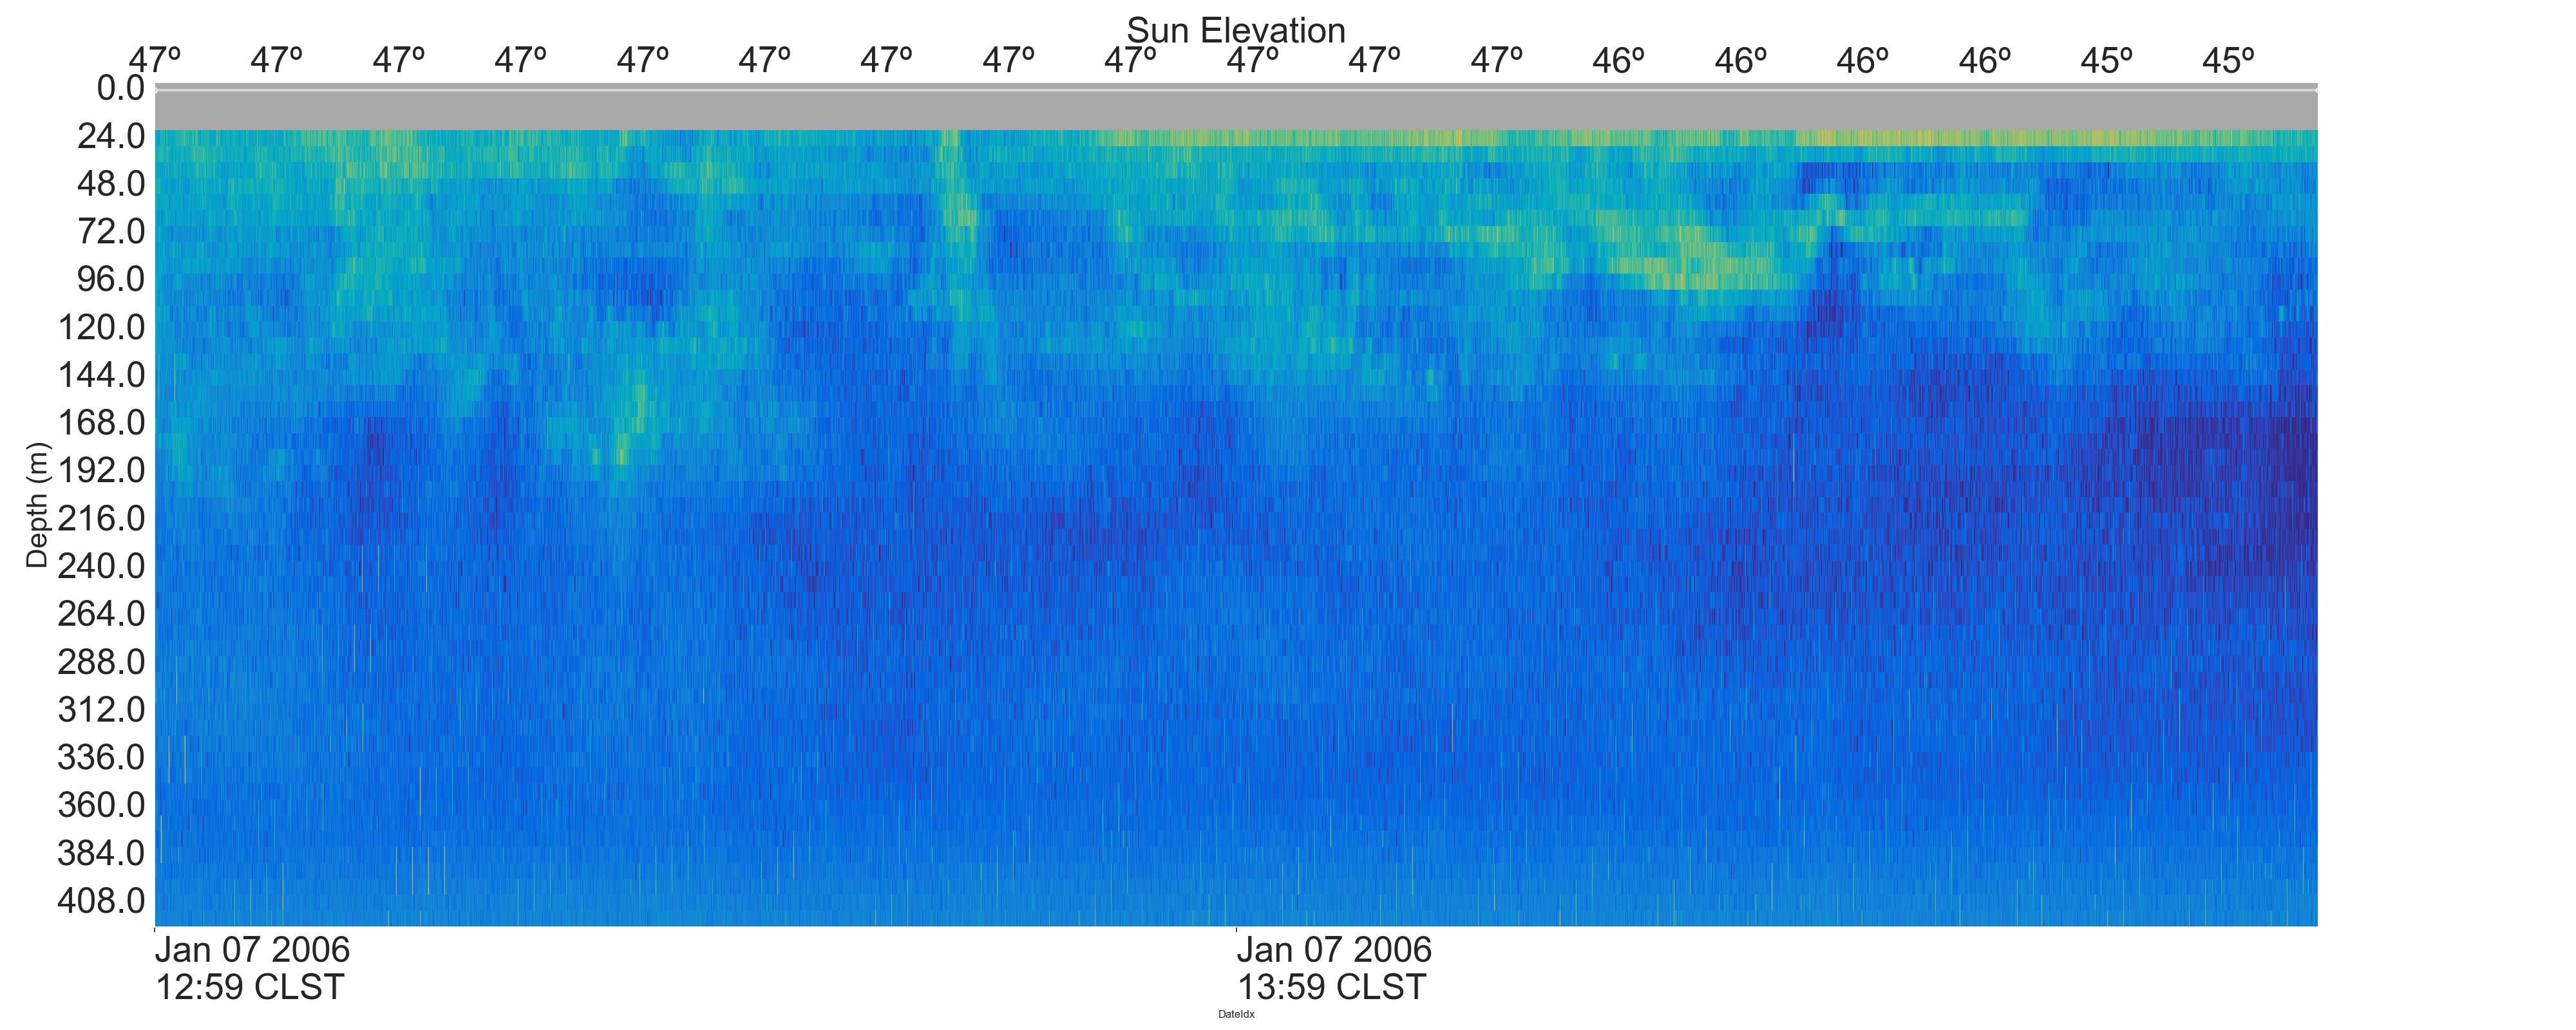 Sun Elevation
47º 47º 47º 47º 47º 47º 47º 47º 47º 47º 47º 47º 46º 46º 46º 46º 45º 45º
0.0
24.0
48.0
72.0
96.0
120.0
144.0
168.0
192.0
216.0
240.0
264.0
288.0
312.0
336.0
360.0
384.0
408.0
Depth (m)
Jan 07 2006
12:59 CLST
Jan 07 2006
13:59 CLST
DateIdx